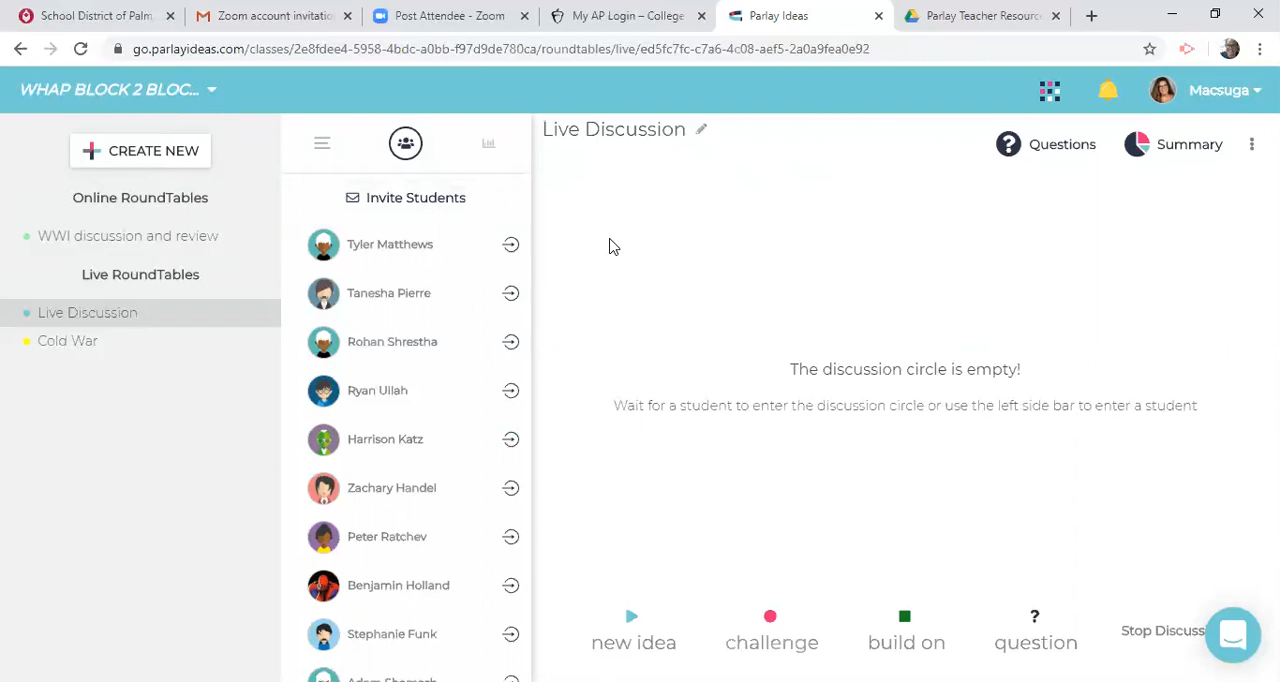 School District of Palm
Zoom account invitatio
Post Attendee - Zoom
My AP Login – College
Parlay Ideas
Parlay Teacher Resourc
go.parlayideas.com/classes/2e8fdee4-5958-4bdc-a0bb-f97d9de780ca/roundtables/live/ed5fc7fc-c7a6-4c08-aef5-2a0a9fea0e92
WHAP BLOCK 2 BLOC...
Macsuga
CREATE NEW
Online RoundTables
WWI discussion and review
Live RoundTables
Live Discussion
Cold War
Invite Students
Tyler Matthews
Tanesha Pierre
Rohan Shrestha
Ryan Ullah
Harrison Katz
Zachary Handel
Peter Ratchev
Benjamin Holland
Stephanie Funk
Live Discussion
? Questions
Summary
The discussion circle is empty!
Wait for a student to enter the discussion circle or use the left side bar to enter a student
new idea
challenge
build on
?
question
Stop Discuss